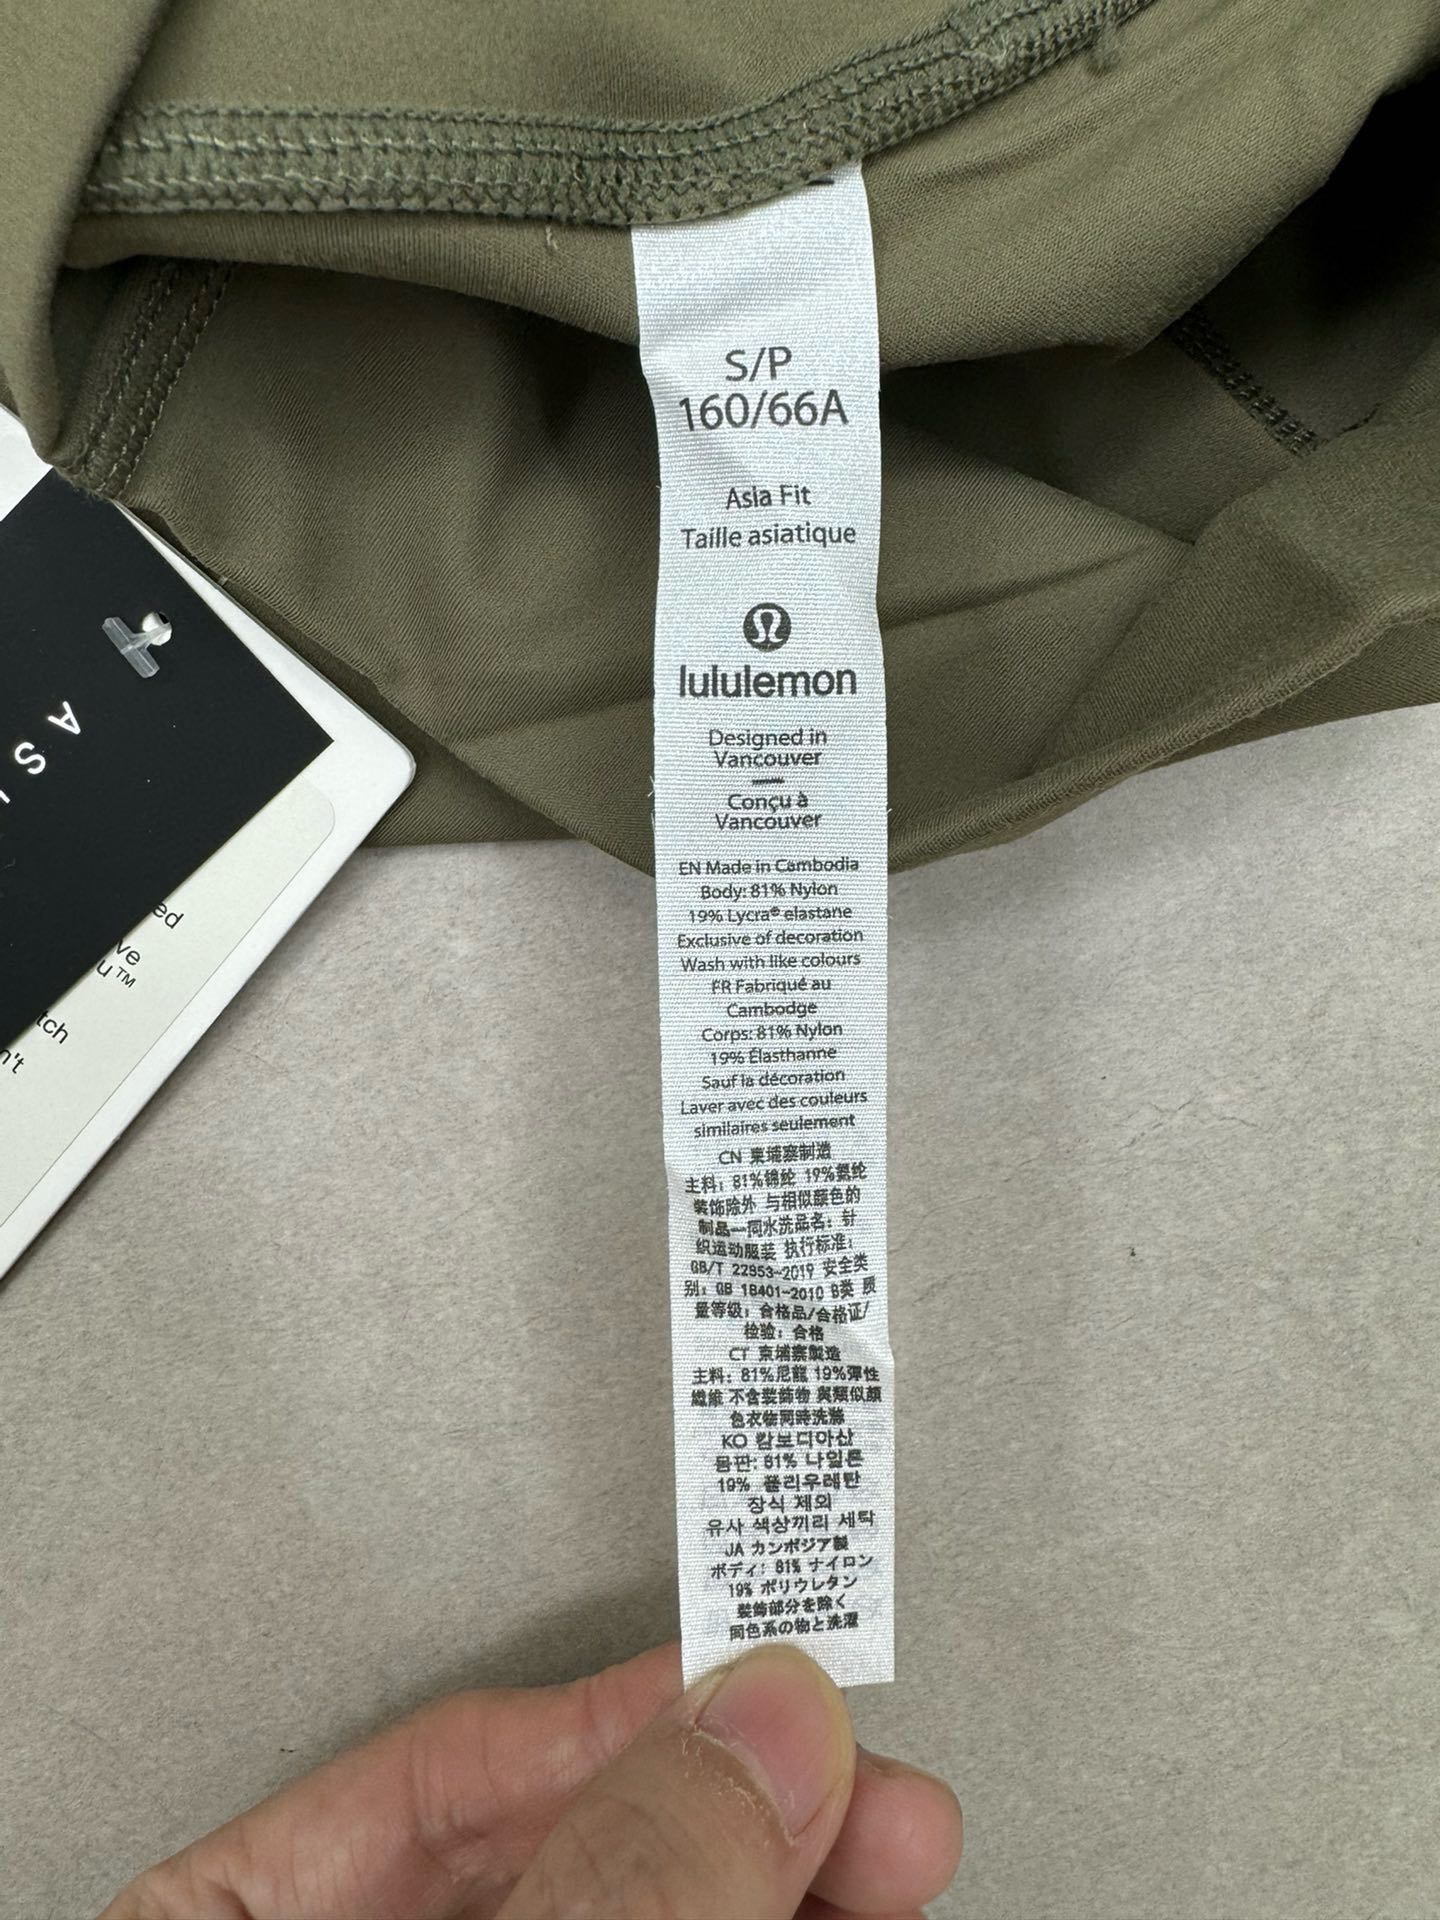 S/P
160/66A
Asia Fit
Taille asiatique
lululemon
Designed in
Vancouver
—
Conçu à
Vancouver
EN Made in Cambodia
Body: 81% Nylon
19% Lycra® elastane
Exclusive of decoration
Wash with like colours
FR Fabriqué au
Cambodge
Corps: 81% Nylon
19% Élasthanne
Sauf la décoration
Laver avec des couleurs
similaires seulement
CN 柬埔寨制造
主料: 81%锦纶 19%氨纶
装饰除外 与相似颜色的
制品一同水洗品名: 针
织运动服装 执行标准:
GB/T 22853-2019 安全类
别: GB 18401-2010 B类 质
量等级: 合格品/合格证/
检验: 合格
CT 柬埔寨製造
主料: 81%尼龍 19%彈性
纖維 不含裝飾物 與類似顏
色衣物同時洗滌
KO 캄보디아산
몸판: 81% 나일론
19% 폴리우레탄
장식 제외
유사 색상끼리 세탁
JA カンボジア製
ボディ: 81% ナイロン
19% ポリウレタン
装飾部分を除く
同色系の物と洗濯
A S
ed
ve
u™
tch
n't